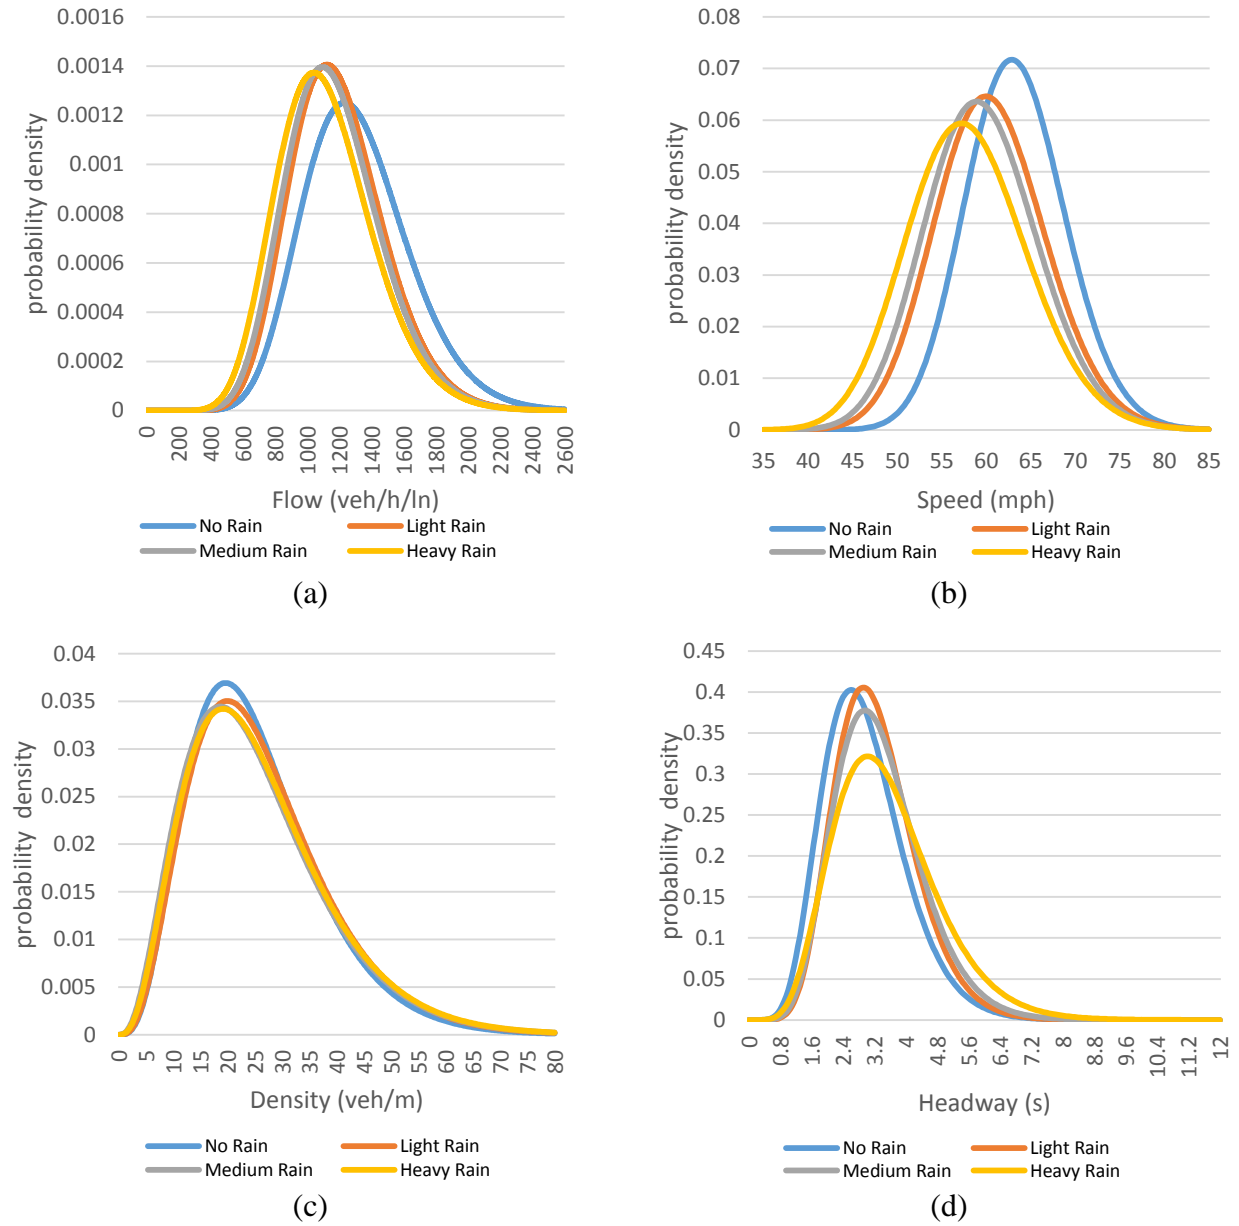 0.0016
0.0014
0.0012
0.001
0.0008
0.0006
0.0004
0.0002
0
probability density
0 200 400 600 800 1000 1200 1400 1600 1800 2000 2200 2400 2600
Flow (veh/h/ln)
No Rain Light Rain
Medium Rain Heavy Rain
(a)
0.08
0.07
0.06
0.05
0.04
0.03
0.02
0.01
0
probability density
35 40 45 50 55 60 65 70 75 80 85
Speed (mph)
No Rain Light Rain
Medium Rain Heavy Rain
(b)
0.04
0.035
0.03
0.025
0.02
0.015
0.01
0.005
0
probability density
0 5 10 15 20 25 30 35 40 45 50 55 60 65 70 75 80
Density (veh/m)
No Rain Light Rain
Medium Rain Heavy Rain
(c)
0.45
0.4
0.35
0.3
0.25
0.2
0.15
0.1
0.05
0
probability density
0 0.8 1.6 2.4 3.2 4 4.8 5.6 6.4 7.2 8 8.8 9.6 10.4 11.2 12
Headway (s)
No Rain Light Rain
Medium Rain Heavy Rain
(d)